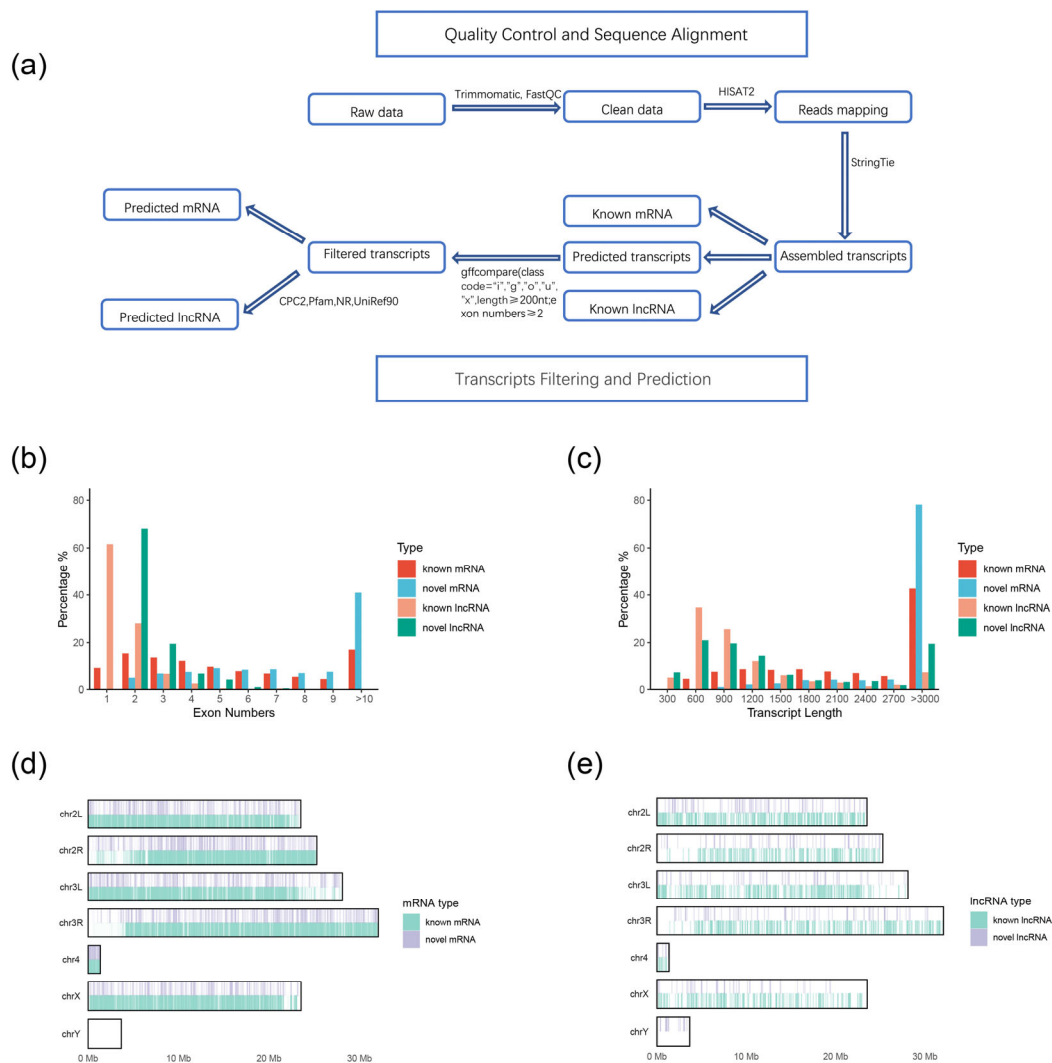 Quality Control and Sequence Alignment
(a)
Raw data
Trimmomatic, FastQC
Clean data
HISAT2
Reads mapping
StringTie
Predicted mRNA
Known mRNA
Filtered transcripts
Predicted transcripts
Assembled transcripts
gffcompare(class
code="i","g","o","u",
"x",length≥200nt;e
xon numbers≥2
CPC2,Pfam,NR,UniRef90
Predicted lncRNA
Known lncRNA
Transcripts Filtering and Prediction
(b)
Percentage %
80
60
40
20
0
1 2 3 4 5 6 7 8 9 >10
Exon Numbers
Type
known mRNA
novel mRNA
known lncRNA
novel lncRNA
(c)
Percentage %
80
60
40
20
0
300 600 900 1200 1500 1800 2100 2400 2700 >3000
Transcript Length
Type
known mRNA
novel mRNA
known lncRNA
novel lncRNA
(d)
chr2L
chr2R
chr3L
chr3R
chr4
chrX
chrY
0 Mb 10 Mb 20 Mb 30 Mb
mRNA type
known mRNA
novel mRNA
(e)
chr2L
chr2R
chr3L
chr3R
chr4
chrX
chrY
0 Mb 10 Mb 20 Mb 30 Mb
lncRNA type
known lncRNA
novel lncRNA